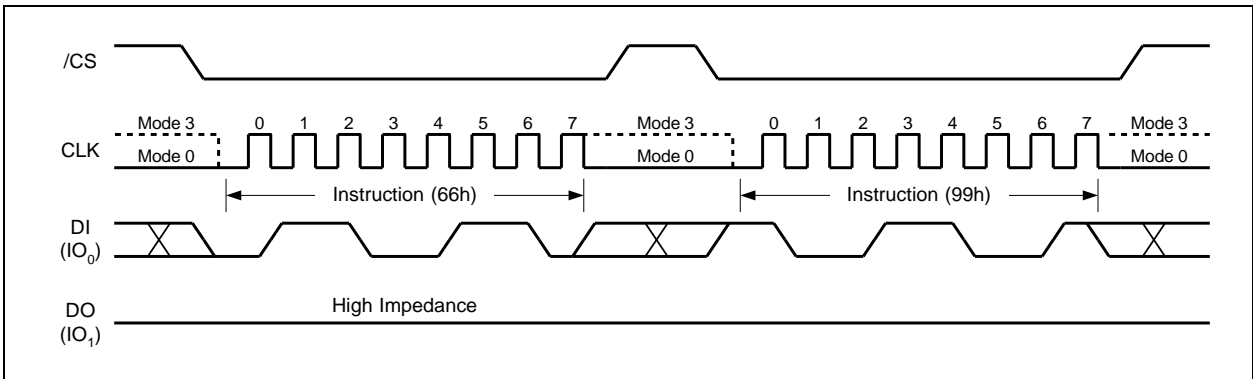 /CS
Mode 3 0 1 2 3 4 5 6 7 Mode 3 0 1 2 3 4 5 6 7 Mode 3
CLK Mode 0 Mode 0 Mode 0
Instruction (66h) Instruction (99h)
DI
(IO0)
High Impedance
DO
(IO1)